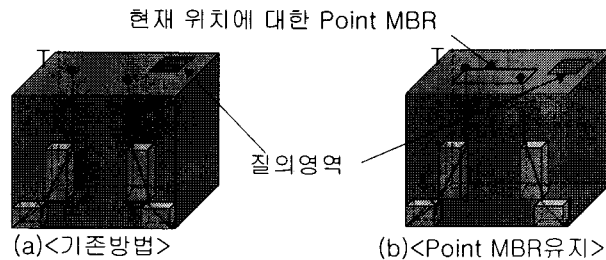 현재 위치에 대한 Point MBR
T
T
질의영역
(a)<기존방법>
(b)<Point MBR유지>